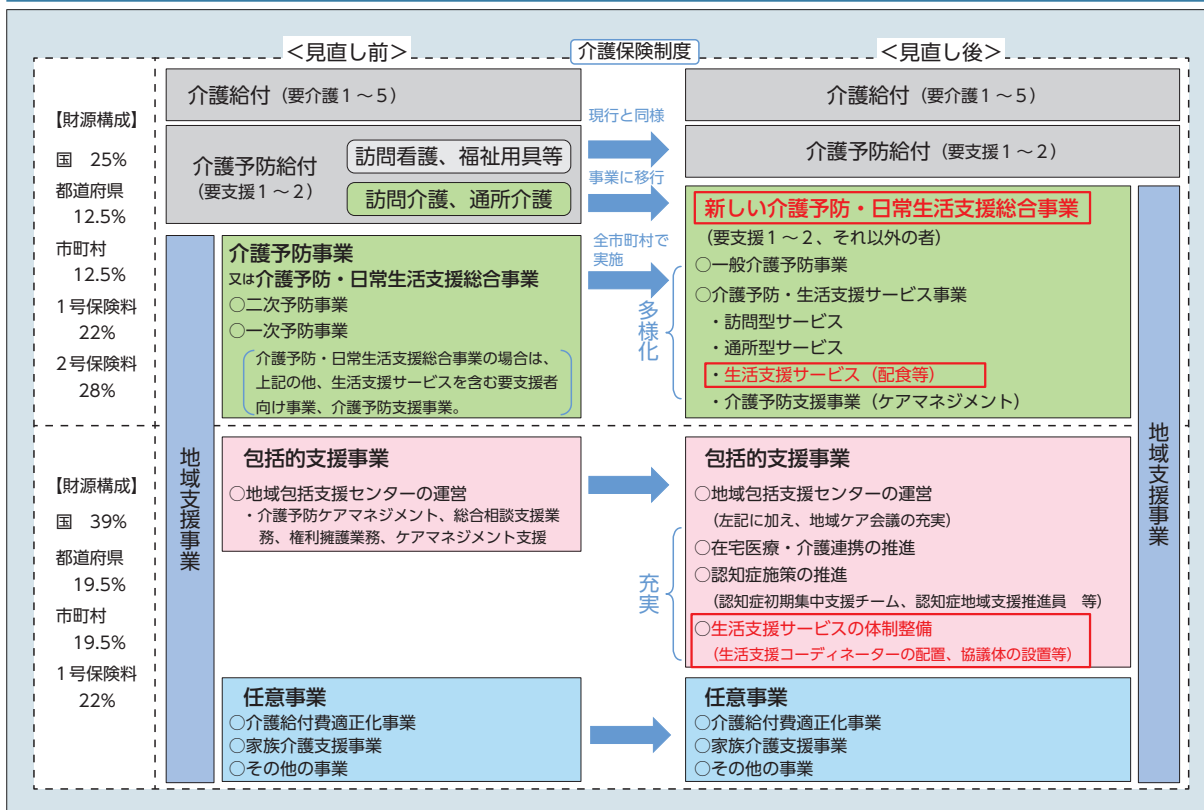 介護保険制度
<見直し前>
<見直し後>
【財源構成】
国 25%
都道府県
12.5%
市町村
12.5%
1号保険料
22%
2号保険料
28%
【財源構成】
国 39%
都道府県
19.5%
市町村
19.5%
1号保険料
22%
介護給付（要介護1～5）
介護予防給付
（要支援1～2）
訪問看護、福祉用具等
訪問介護、通所介護
地域支援事業
介護予防事業
又は介護予防・日常生活支援総合事業
○二次予防事業
○一次予防事業
介護予防・日常生活支援総合事業の場合は、
上記の他、生活支援サービスを含む要支援者
向け事業、介護予防支援事業。
包括的支援事業
○地域包括支援センターの運営
・介護予防ケアマネジメント、総合相談支援業
務、権利擁護業務、ケアマネジメント支援
任意事業
○介護給付費適正化事業
○家族介護支援事業
○その他の事業
現行と同様
事業に移行
全市町村で
実施
多様化
充実
介護給付（要介護1～5）
介護予防給付（要支援1～2）
新しい介護予防・日常生活支援総合事業
（要支援1～2、それ以外の者）
○一般介護予防事業
○介護予防・生活支援サービス事業
・訪問型サービス
・通所型サービス
・生活支援サービス（配食等）
・介護予防支援事業（ケアマネジメント）
包括的支援事業
○地域包括支援センターの運営
（左記に加え、地域ケア会議の充実）
○在宅医療・介護連携の推進
○認知症施策の推進
（認知症初期集中支援チーム、認知症地域支援推進員 等）
○生活支援サービスの体制整備
（生活支援コーディネーターの配置、協議体の設置等）
任意事業
○介護給付費適正化事業
○家族介護支援事業
○その他の事業
地域支援事業